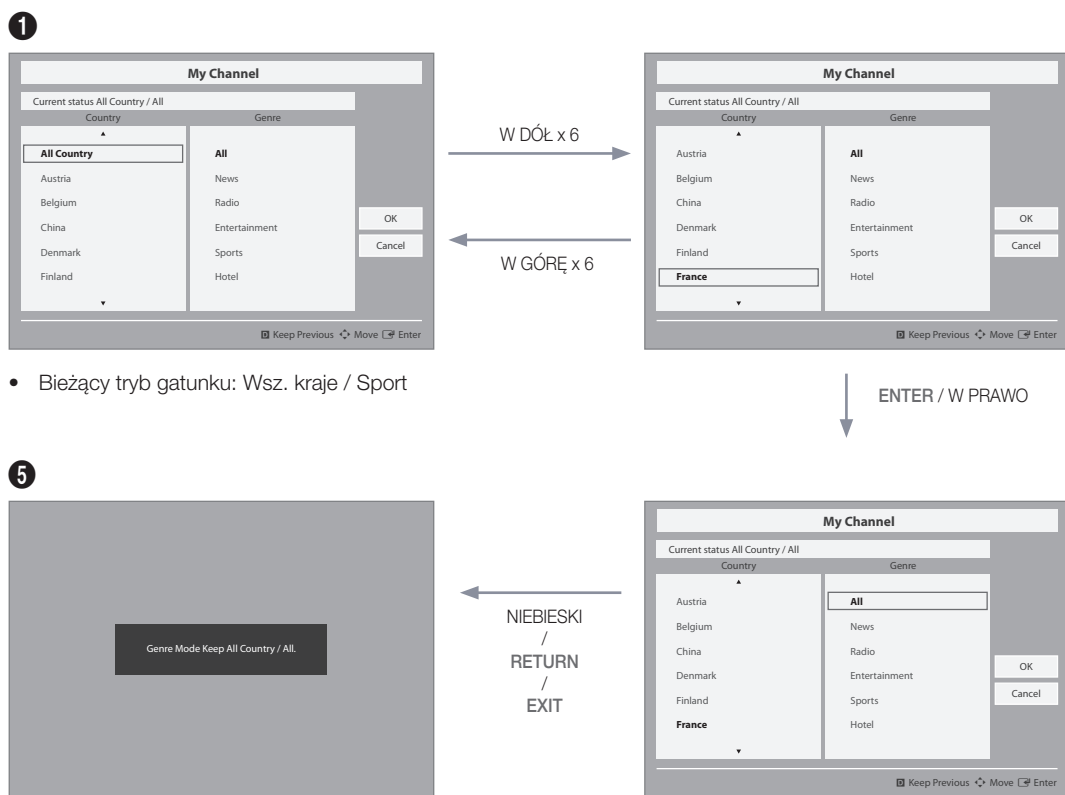 ❶
My Channel
Current status All Country / All
Country Genre
▲
All Country All
Austria News
Belgium Radio
China Entertainment
Denmark Sports
Finland Hotel
▼
OK
Cancel
D Keep Previous Move Enter
W DÓŁ x 6
W GÓRĘ x 6
My Channel
Current status All Country / All
Country Genre
▲
Austria All
Belgium News
China Radio
Denmark Entertainment
Finland Sports
France Hotel
▼
OK
Cancel
D Keep Previous Move Enter
• Bieżący tryb gatunku: Wsz. kraje / Sport
ENTER / W PRAWO
❺
Genre Mode Keep All Country / All.
NIEBIESKI
/
RETURN
/
EXIT
My Channel
Current status All Country / All
Country Genre
▲
Austria All
Belgium News
China Radio
Denmark Entertainment
Finland Sports
France Hotel
▼
OK
Cancel
D Keep Previous Move Enter